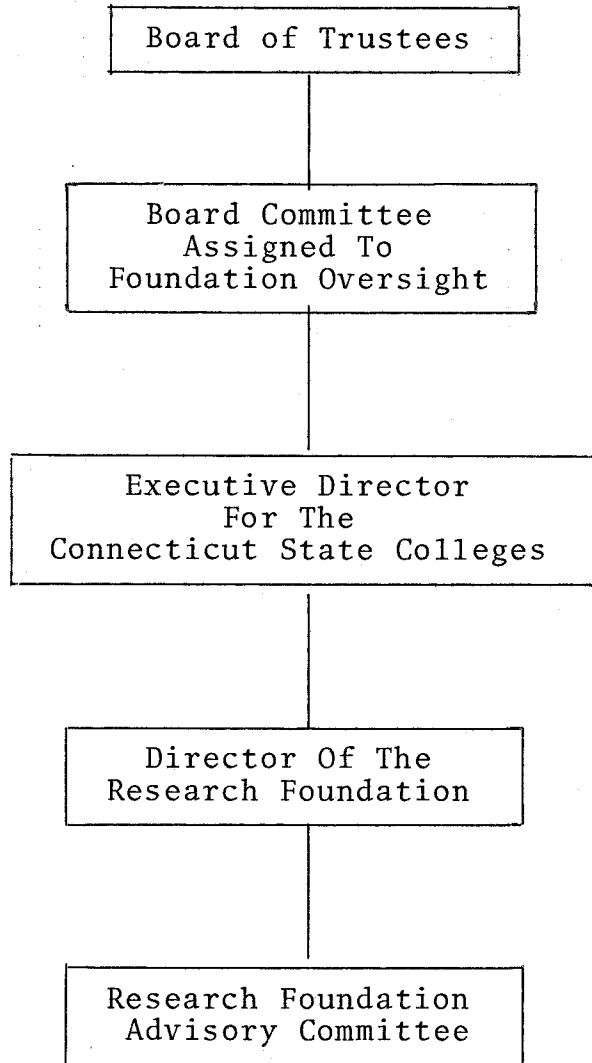 Board of Trustees
Board Committee
Assigned To
Foundation Oversight
Executive Director
For The
Connecticut State Colleges
Director Of The
Research Foundation
Research Foundation
Advisory Committee